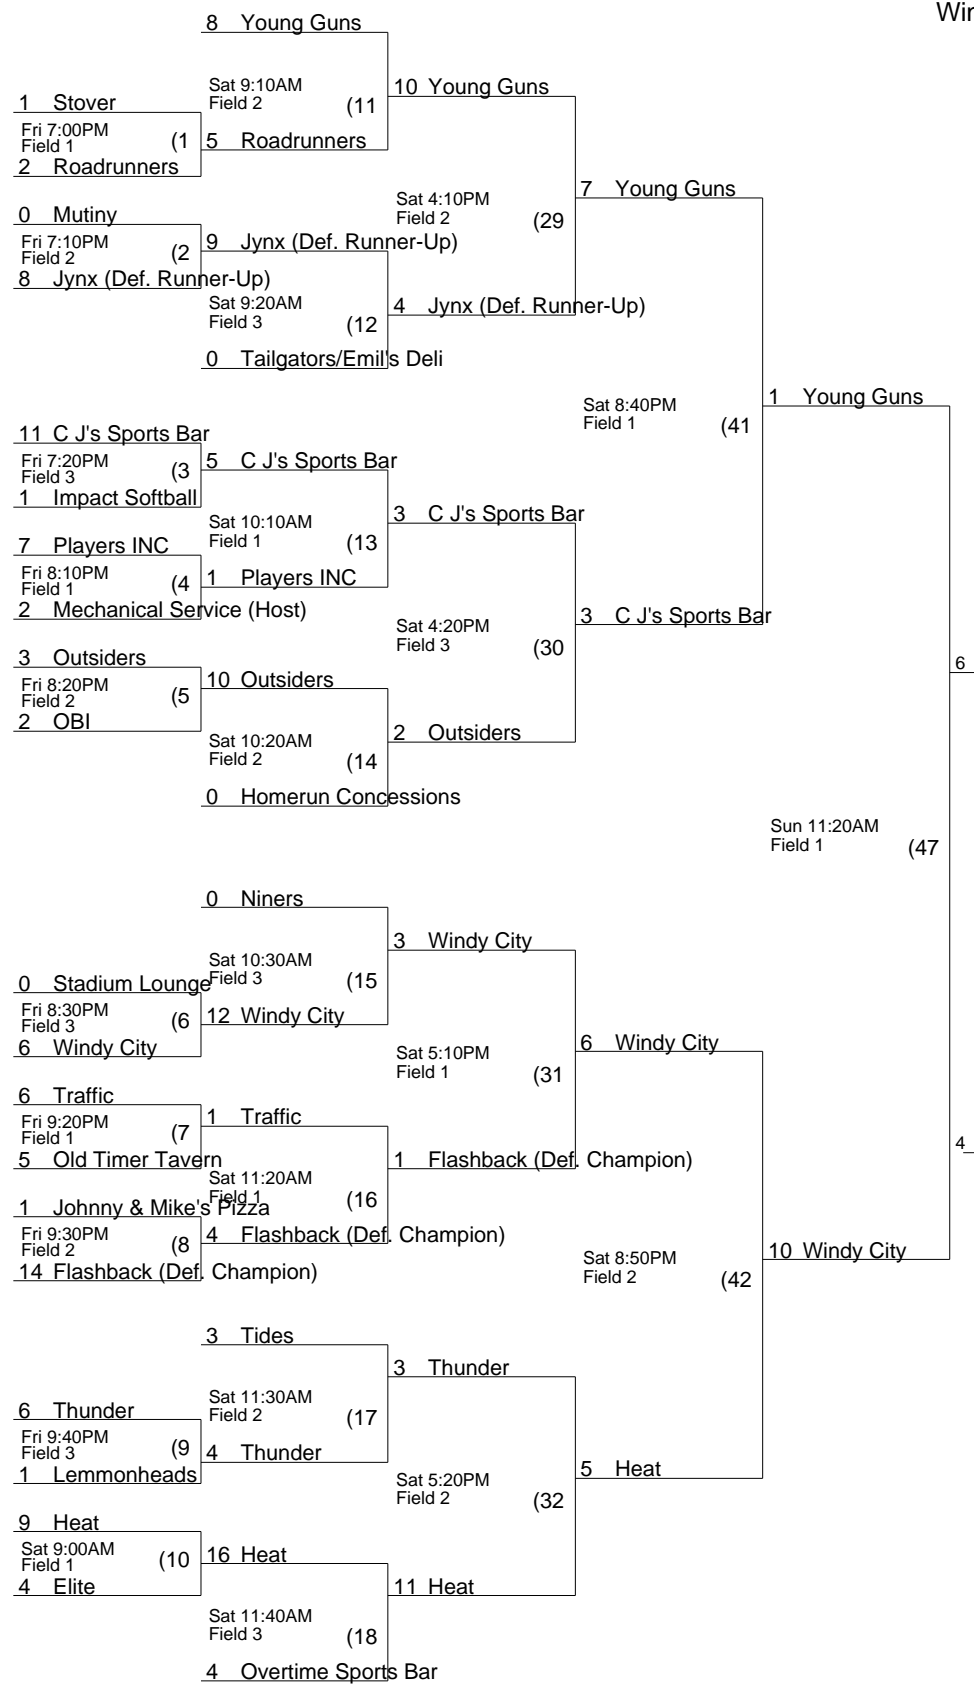 Wir
8 Young Guns
Sat 9:10AM
Field 2 (11
10 Young Guns
1 Stover
Fri 7:00PM
Field 1 (1
5 Roadrunners
2 Roadrunners
Sat 4:10PM
Field 2 (29
7 Young Guns
0 Mutiny
Fri 7:10PM
Field 2 (2
9 Jynx (Def. Runner-Up)
8 Jynx (Def. Runner-Up)
Sat 9:20AM
Field 3 (12
4 Jynx (Def. Runner-Up)
0 Tailgators/Emil's Deli
Sat 8:40PM
Field 1 (41
1 Young Guns
11 C J's Sports Bar
Fri 7:20PM
Field 3 (3
5 C J's Sports Bar
1 Impact Softball
Sat 10:10AM
Field 1 (13
3 C J's Sports Bar
7 Players INC
Fri 8:10PM
Field 1 (4
1 Players INC
2 Mechanical Service (Host)
Sat 4:20PM
Field 3 (30
3 C J's Sports Bar
3 Outsiders
Fri 8:20PM
Field 2 (5
10 Outsiders
2 OBI
Sat 10:20AM
Field 2 (14
2 Outsiders
0 Homerun Concessions
6
Sun 11:20AM
Field 1 (47
0 Niners
Sat 10:30AM
Field 3 (15
3 Windy City
0 Stadium Lounge
Fri 8:30PM
Field 3 (6
12 Windy City
6 Windy City
Sat 5:10PM
Field 1 (31
6 Windy City
6 Traffic
Fri 9:20PM
Field 1 (7
1 Traffic
5 Old Timer Tavern
Sat 11:20AM
Field 1 (16
1 Flashback (Def. Champion)
4
1 Johnny & Mike's Pizza
Fri 9:30PM
Field 2 (8
4 Flashback (Def. Champion)
14 Flashback (Def. Champion)
Sat 8:50PM
Field 2 (42
10 Windy City
3 Tides
Sat 11:30AM
Field 2 (17
3 Thunder
6 Thunder
Fri 9:40PM
Field 3 (9
4 Thunder
1 Lemmonheads
Sat 5:20PM
Field 2 (32
5 Heat
9 Heat
Sat 9:00AM
Field 1 (10
16 Heat
4 Elite
11 Heat
Sat 11:40AM
Field 3 (18
4 Overtime Sports Bar